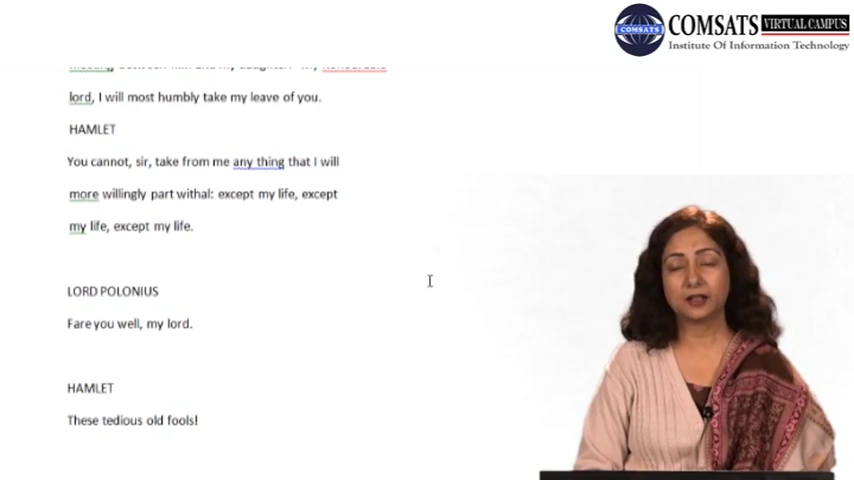 COMSATS VIRTUAL CAMPUS
Institute Of Information Technology
COMSATS
lord, I will most humbly take my leave of you.
HAMLET
You cannot, sir, take from me any thing that I will
more willingly part withal: except my life, except
my life, except my life.
LORD POLONIUS
Fare you well, my lord.
HAMLET
These tedious old fools!